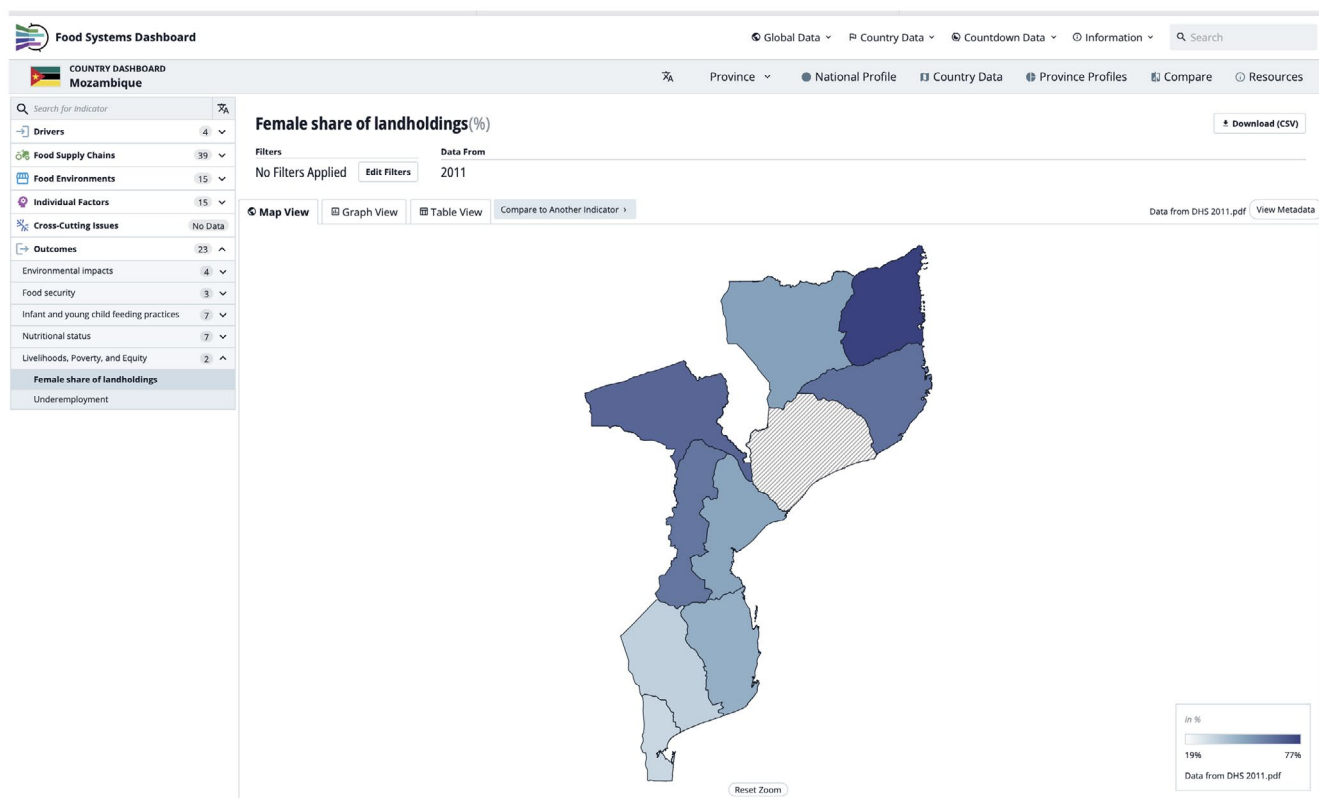 Food Systems Dashboard
Global Data
Country Data
Countdown Data
Information
Search
COUNTRY DASHBOARD
Mozambique
Province
National Profile
Country Data
Province Profiles
Compare
Resources
Search for Indicator
Drivers 4
Food Supply Chains 39
Food Environments 15
Individual Factors 15
Cross-Cutting Issues No Data
Outcomes 23
Environmental impacts 4
Food security 3
Infant and young child feeding practices 7
Nutritional status 7
Livelihoods, Poverty, and Equity 2
Female share of landholdings
Underemployment
Female share of landholdings(%)
Download (CSV)
Filters
No Filters Applied
Edit Filters
Data From
2011
Map View
Graph View
Table View
Compare to Another Indicator ›
Data from DHS 2011.pdf
View Metadata
Reset Zoom
in %
19% 77%
Data from DHS 2011.pdf